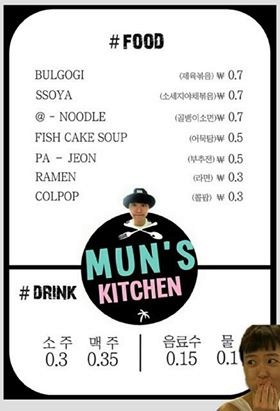 # FOOD
BULGOGI (제육볶음) ₩ 0.7
SSOYA (소세지야채볶음) ₩ 0.7
@ - NOODLE (골뱅이소면) ₩ 0.7
FISH CAKE SOUP (어묵탕) ₩ 0.5
PA - JEON (부추전) ₩ 0.5
RAMEN (라면) ₩ 0.3
COLPOP (콜팝) ₩ 0.3
MUN'S
KITCHEN
# DRINK
소주 맥주 음료수 물
0.3 0.35 0.15 0.1